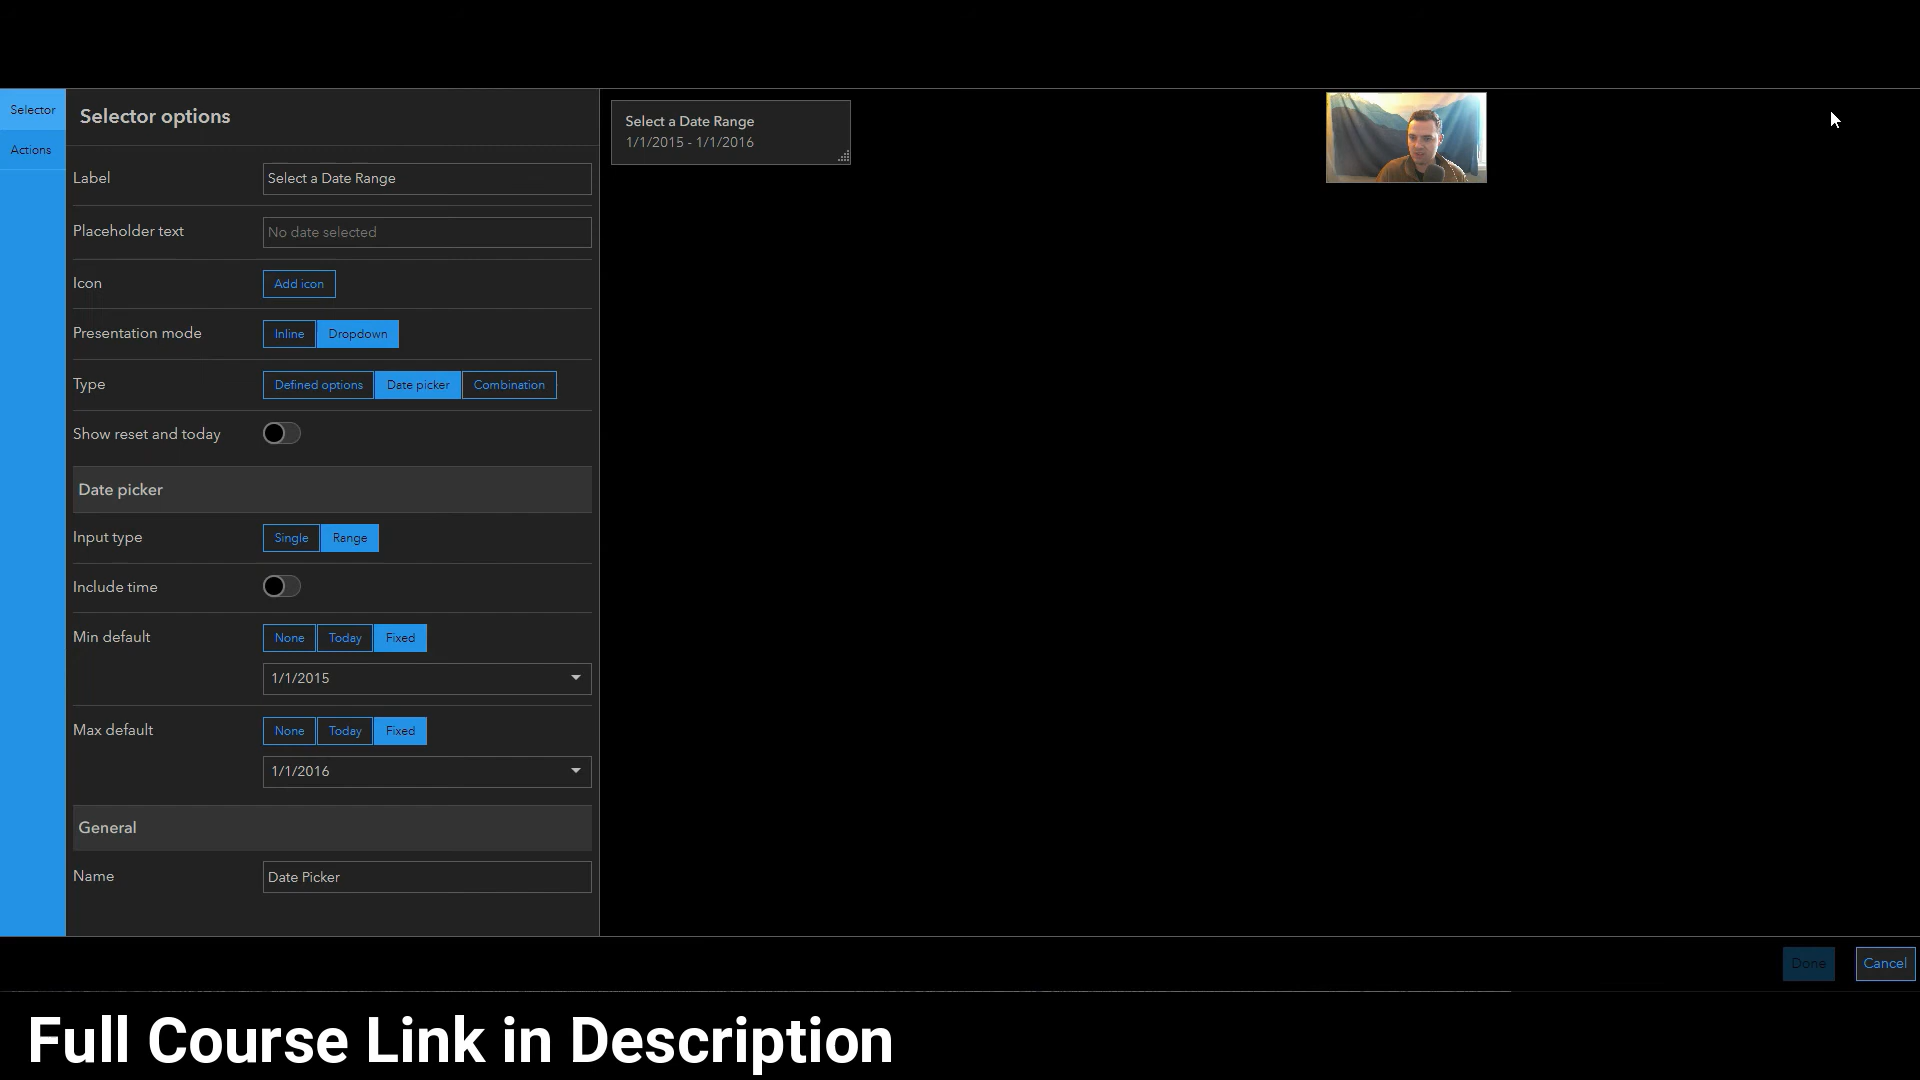 Selector
Actions
Selector options
Label
Select a Date Range
Placeholder text
No date selected
Icon
Add icon
Presentation mode
Inline
Dropdown
Type
Defined options
Date picker
Combination
Show reset and today
Date picker
Input type
Single
Range
Include time
Min default
None
Today
Fixed
1/1/2015
Max default
None
Today
Fixed
1/1/2016
General
Name
Date Picker
Select a Date Range
1/1/2015 - 1/1/2016
Done
Cancel
Full Course Link in Description